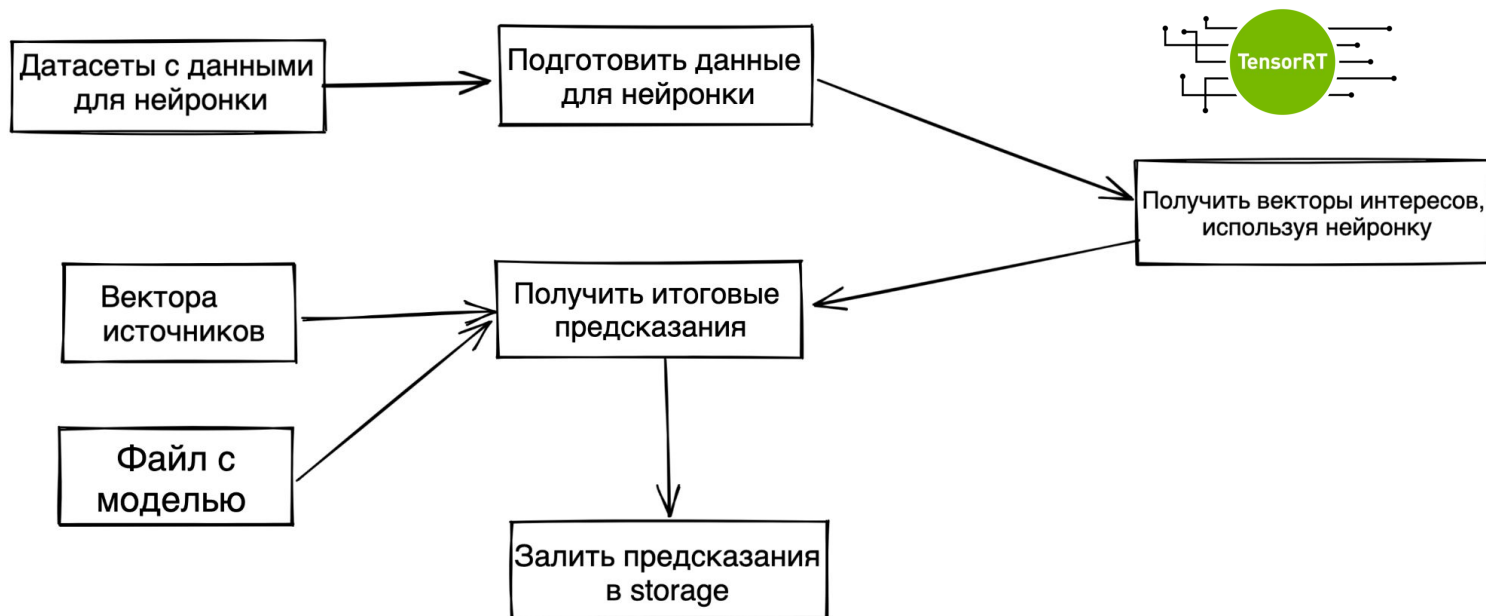 Датасеты с данными
для нейронки
Подготовить данные
для нейронки
TensorRT
Получить векторы интересов,
используя нейронку
Вектора
источников
Получить итоговые
предсказания
Файл с
моделью
Залить предсказания
в storage